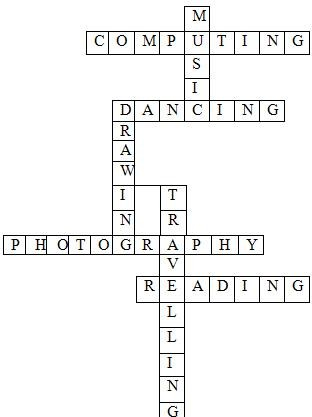 MUSIC
COMPUTING
DANCING
DRAWING
TRAVELLING
PHOTOGRAPHY
READING